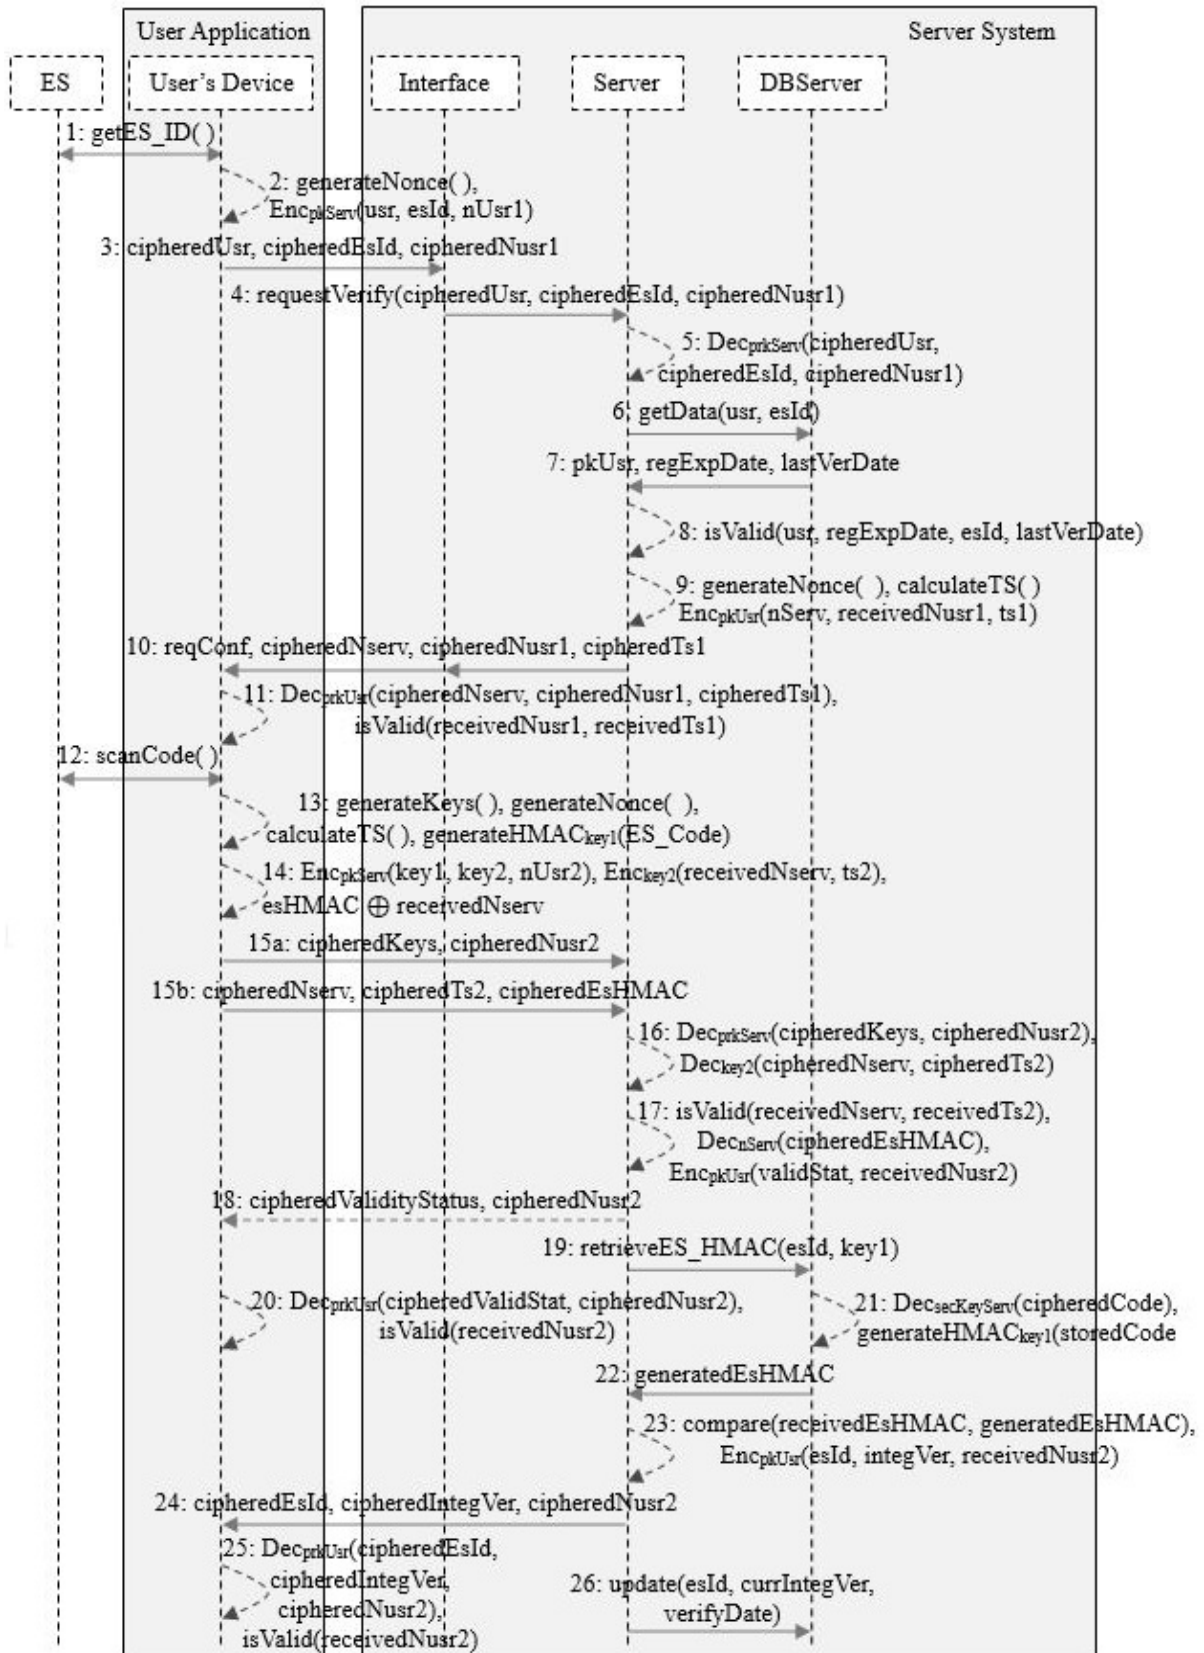 User Application
Server System
ES
User's Device
Interface
Server
DBServer
1: getES_ID( )
2: generateNonce( ),
EncpkServ(usr, esId, nUsr1)
3: cipheredUsr, cipheredEsId, cipheredNusr1
4: requestVerify(cipheredUsr, cipheredEsId, cipheredNusr1)
5: DecprkServ(cipheredUsr,
cipheredEsId, cipheredNusr1)
6: getData(usr, esId)
7: pkUsr, regExpDate, lastVerDate
8: isValid(usr, regExpDate, esId, lastVerDate)
9: generateNonce( ), calculateTS( )
EncpkUsr(nServ, receivedNusr1, ts1)
10: reqConf, cipheredNserv, cipheredNusr1, cipheredTs1
11: DecprkUsr(cipheredNserv, cipheredNusr1, cipheredTs1),
isValid(receivedNusr1, receivedTs1)
12: scanCode( )
13: generateKeys( ), generateNonce( ),
calculateTS( ), generateHMACkey1(ES_Code)
14: EncpkServ(key1, key2, nUsr2), Enckey2(receivedNserv, ts2),
esHMAC ⊕ receivedNserv
15a: cipheredKeys, cipheredNusr2
15b: cipheredNserv, cipheredTs2, cipheredEsHMAC
16: DecprkServ(cipheredKeys, cipheredNusr2),
Deckey2(cipheredNserv, cipheredTs2)
17: isValid(receivedNserv, receivedTs2),
DecnServ(cipheredEsHMAC),
EncpkUsr(validStat, receivedNusr2)
18: cipheredValidityStatus, cipheredNusr2
19: retrieveES_HMAC(esId, key1)
20: DecprkUsr(cipheredValidStat, cipheredNusr2),
isValid(receivedNusr2)
21: DecsecKeyServ(cipheredCode),
generateHMACkey1(storedCode
22: generatedEsHMAC
23: compare(receivedEsHMAC, generatedEsHMAC),
EncpkUsr(esId, integVer, receivedNusr2)
24: cipheredEsId, cipheredIntegVer, cipheredNusr2
25: DecprkUsr(cipheredEsId,
cipheredIntegVer,
cipheredNusr2),
isValid(receivedNusr2)
26: update(esId, currIntegVer,
verifyDate)